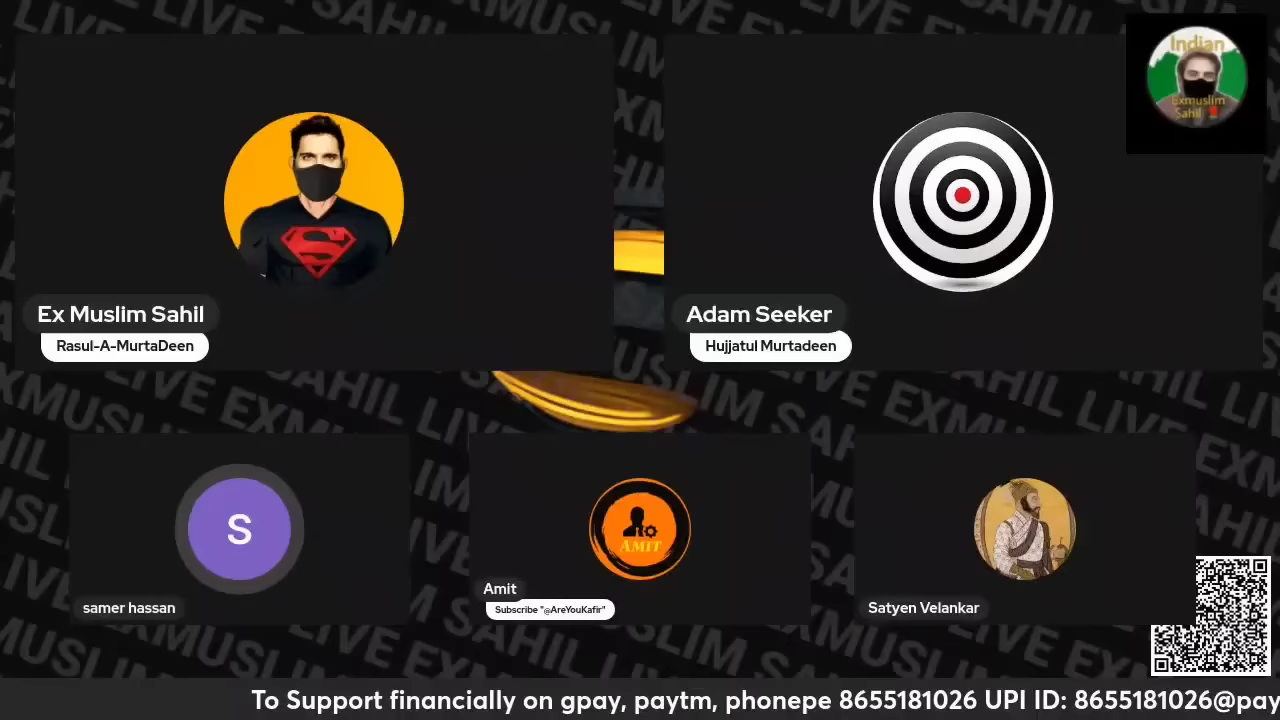 Indian
Exmuslim
Sahil
Ex Muslim Sahil
Rasul-A-MurtaDeen
Adam Seeker
Hujjatul Murtadeen
S
samer hassan
AMIT
Amit
Subscribe "@AreYouKafir"
Satyen Velankar
To Support financially on gpay, paytm, phonepe 8655181026 UPI ID: 8655181026@pay